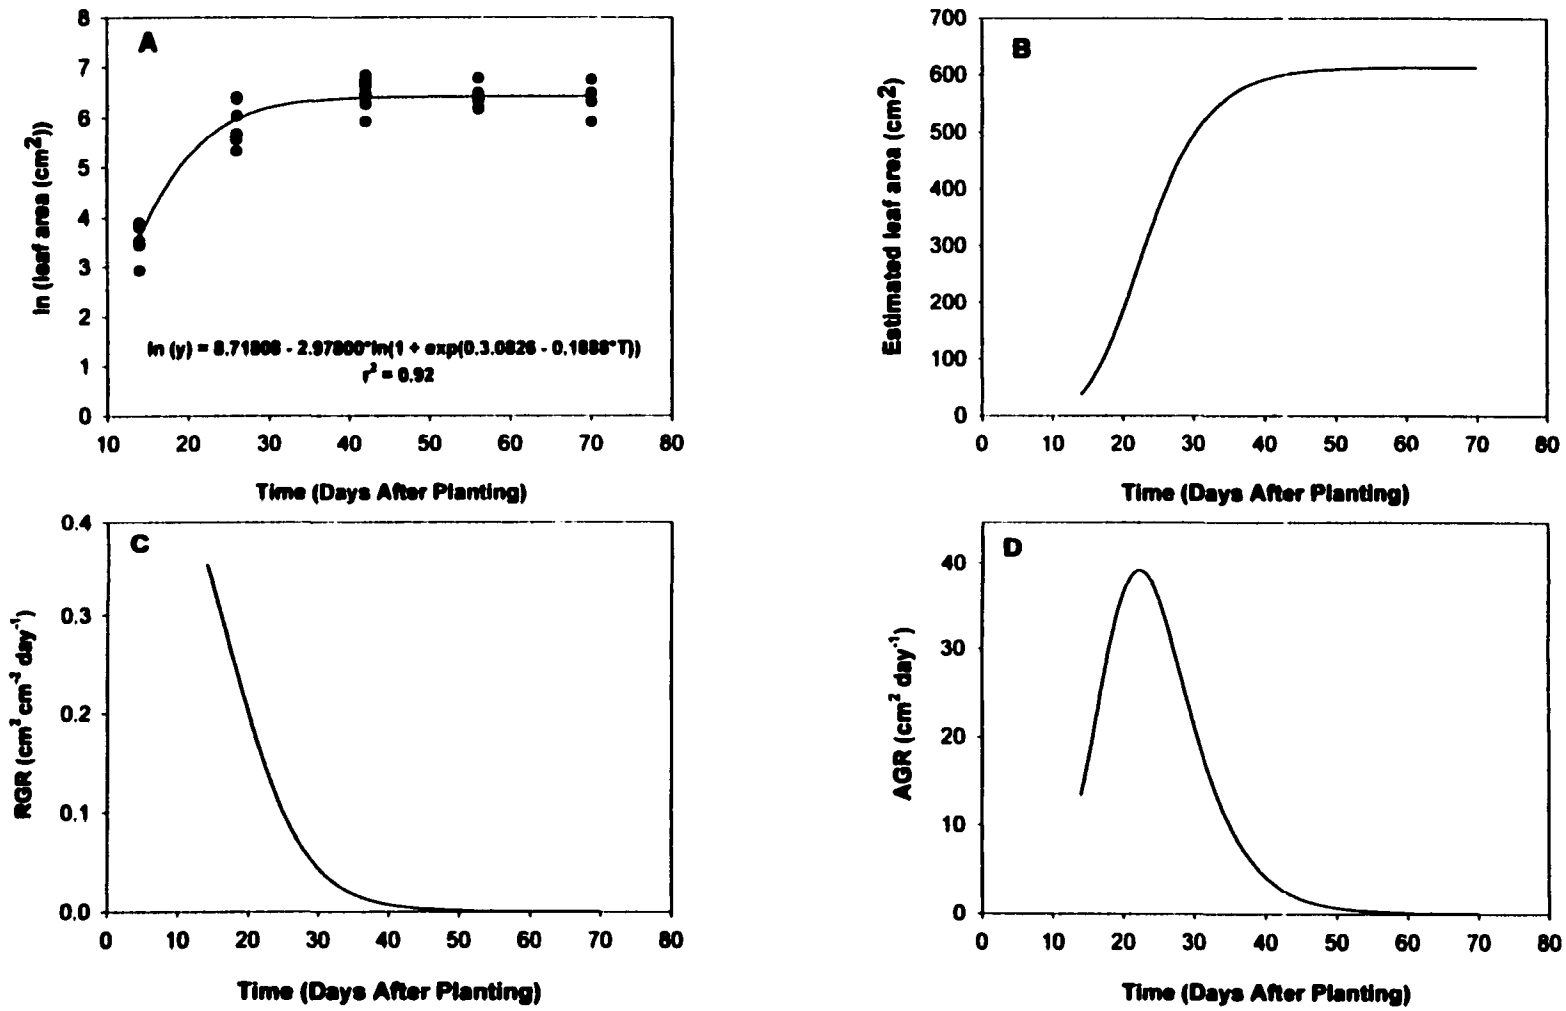 A
8
7
6
5
4
3
2
1
0
ln (leaf area (cm2))
ln (y) = 8.71808 - 2.97800*ln(1 + exp(0.3.0826 - 0.1888*T))
r2 = 0.92
10 20 30 40 50 60 70 80
Time (Days After Planting)
B
700
600
500
400
300
200
100
0
Estimated leaf area (cm2)
0 10 20 30 40 50 60 70 80
Time (Days After Planting)
C
0.4
0.3
0.2
0.1
0.0
RGR (cm2 cm-2 day-1)
0 10 20 30 40 50 60 70 80
Time (Days After Planting)
D
40
30
20
10
0
AGR (cm2 day-1)
0 10 20 30 40 50 60 70 80
Time (Days After Planting)